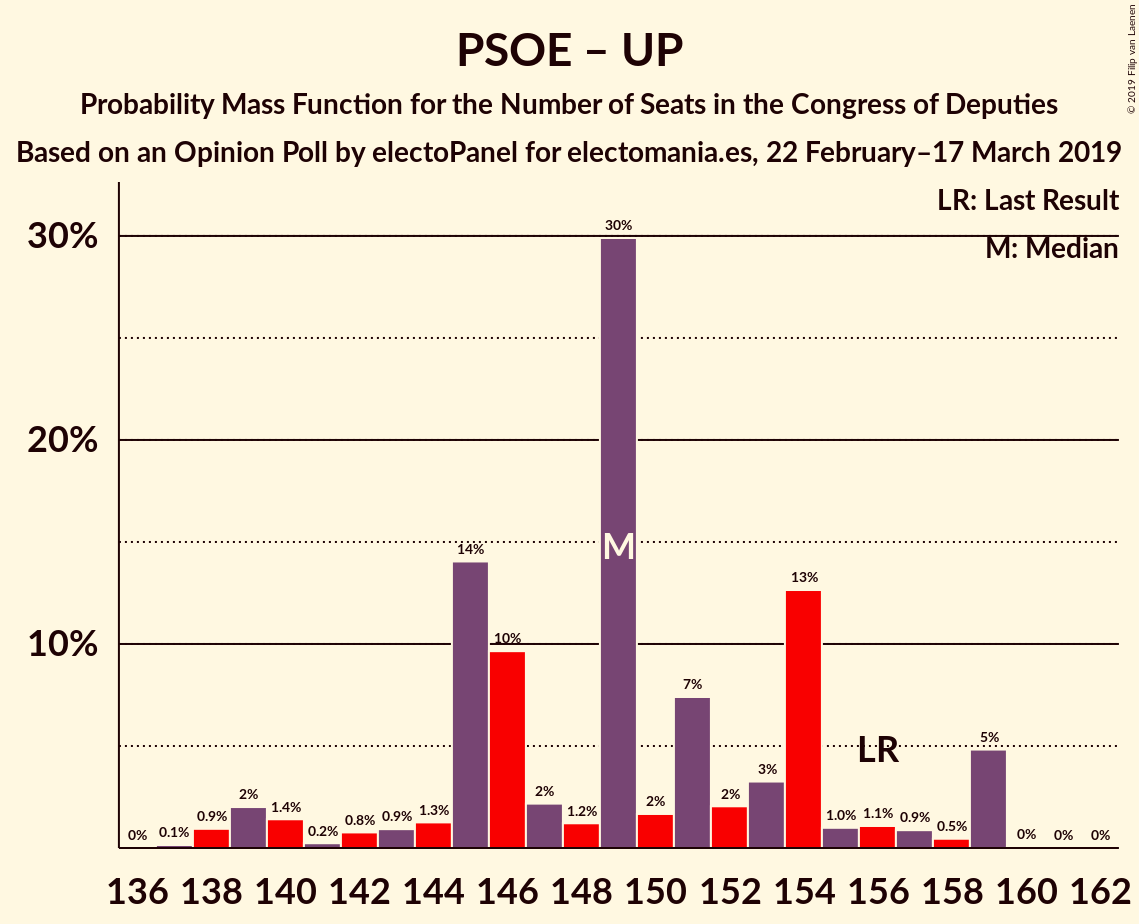 PSOE – UP
Probability Mass Function for the Number of Seats in the Congress of Deputies
Based on an Opinion Poll by electoPanel for electomania.es, 22 February–17 March 2019
© 2019 Filip van Laenen
LR: Last Result
M: Median
30%
20%
10%
0% 0.1% 0.9% 2% 1.4% 0.2% 0.8% 0.9% 1.3% 14% 10% 2% 1.2% 30% 2% 7% 2% 3% 13% 1.0% 1.1% 0.9% 0.5% 5% 0% 0% 0%
M
LR
136 138 140 142 144 146 148 150 152 154 156 158 160 162